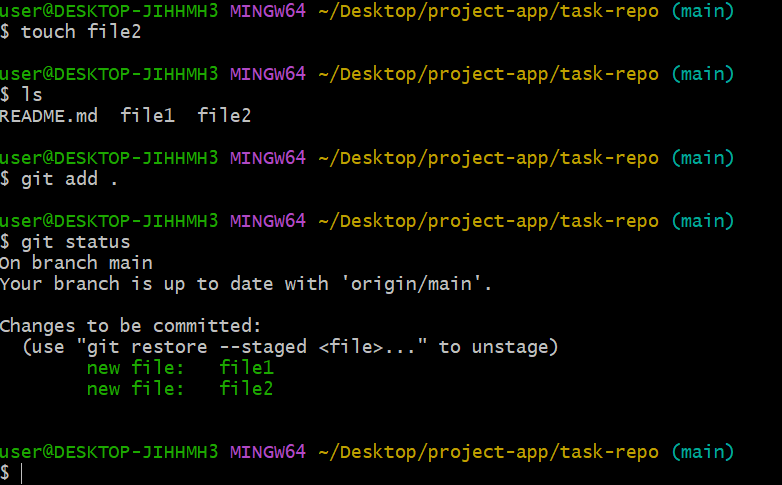 user@DESKTOP-JIHHMH3 MINGW64 ~/Desktop/project-app/task-repo (main)
$ touch file2
user@DESKTOP-JIHHMH3 MINGW64 ~/Desktop/project-app/task-repo (main)
$ ls
README.md  file1  file2
user@DESKTOP-JIHHMH3 MINGW64 ~/Desktop/project-app/task-repo (main)
$ git add .
user@DESKTOP-JIHHMH3 MINGW64 ~/Desktop/project-app/task-repo (main)
$ git status
On branch main
Your branch is up to date with 'origin/main'.
Changes to be committed:
  (use "git restore --staged <file>..." to unstage)
        new file:   file1
        new file:   file2
user@DESKTOP-JIHHMH3 MINGW64 ~/Desktop/project-app/task-repo (main)
$